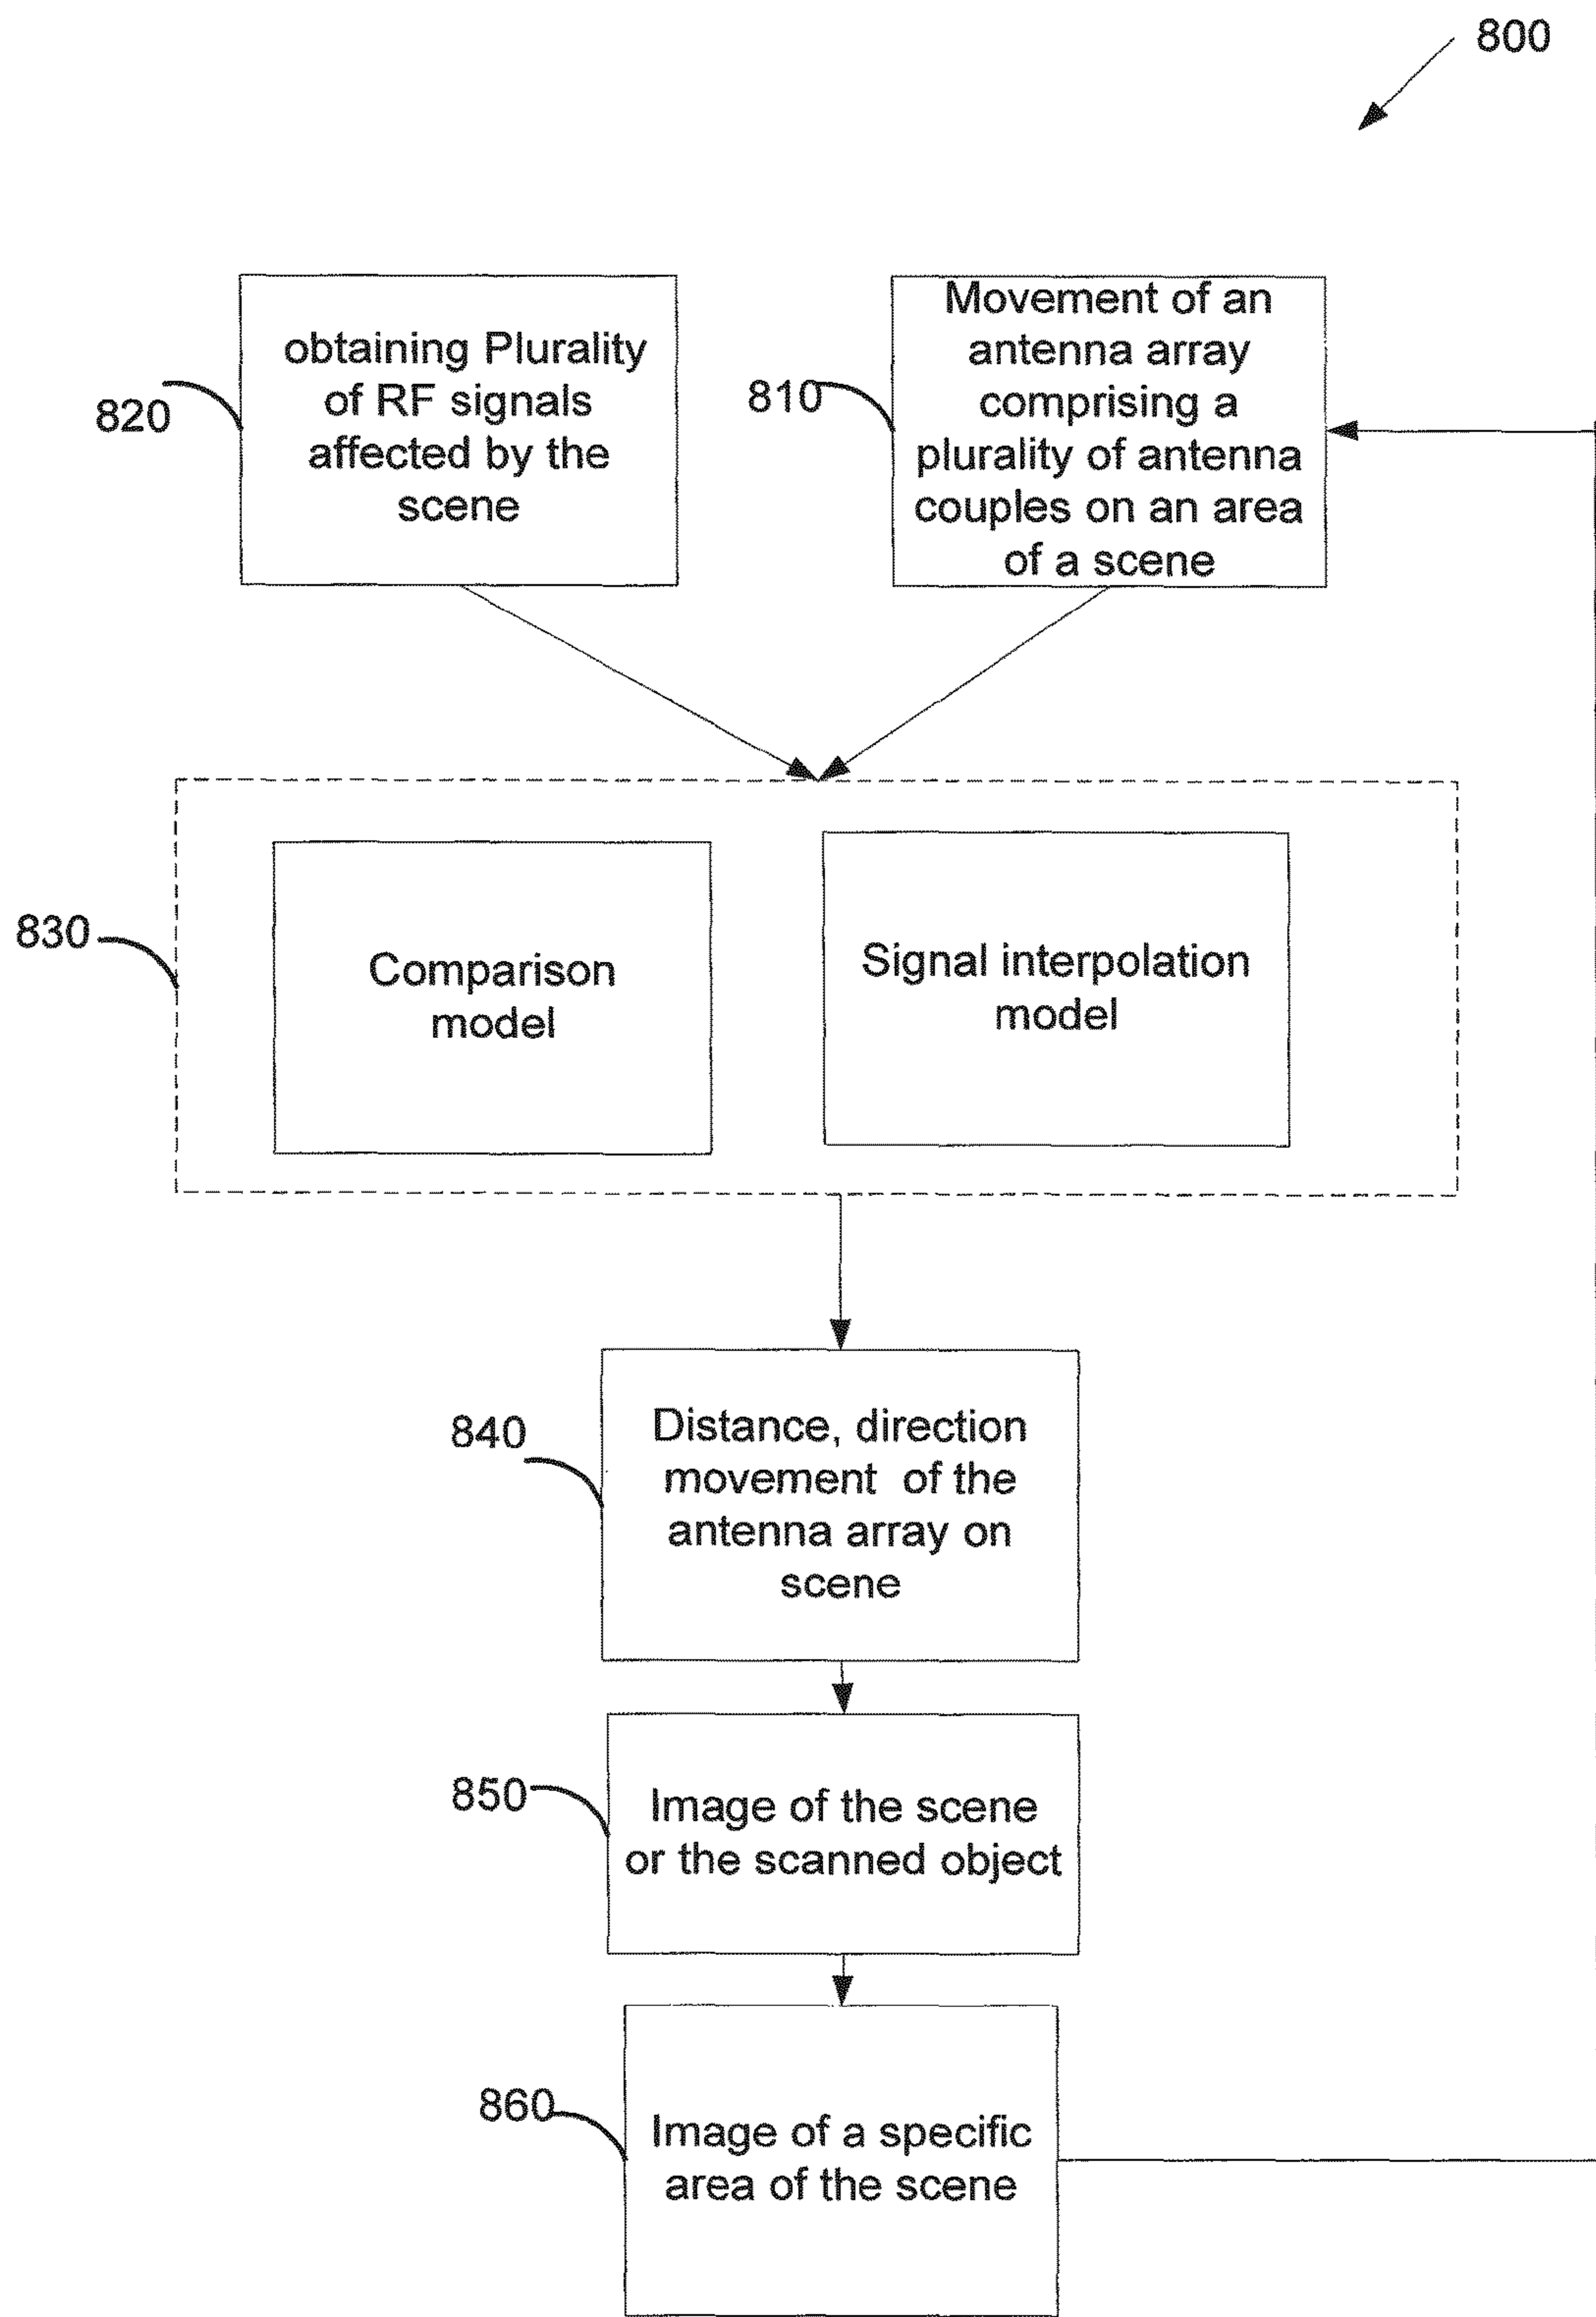 800
820
obtaining Plurality
of RF signals
affected by the
scene
810
Movement of an
antenna array
comprising a
plurality of antenna
couples on an area
of a scene
830
Comparison
model
Signal interpolation
model
840
Distance, direction
movement of the
antenna array on
scene
850
Image of the scene
or the scanned object
860
Image of a specific
area of the scene